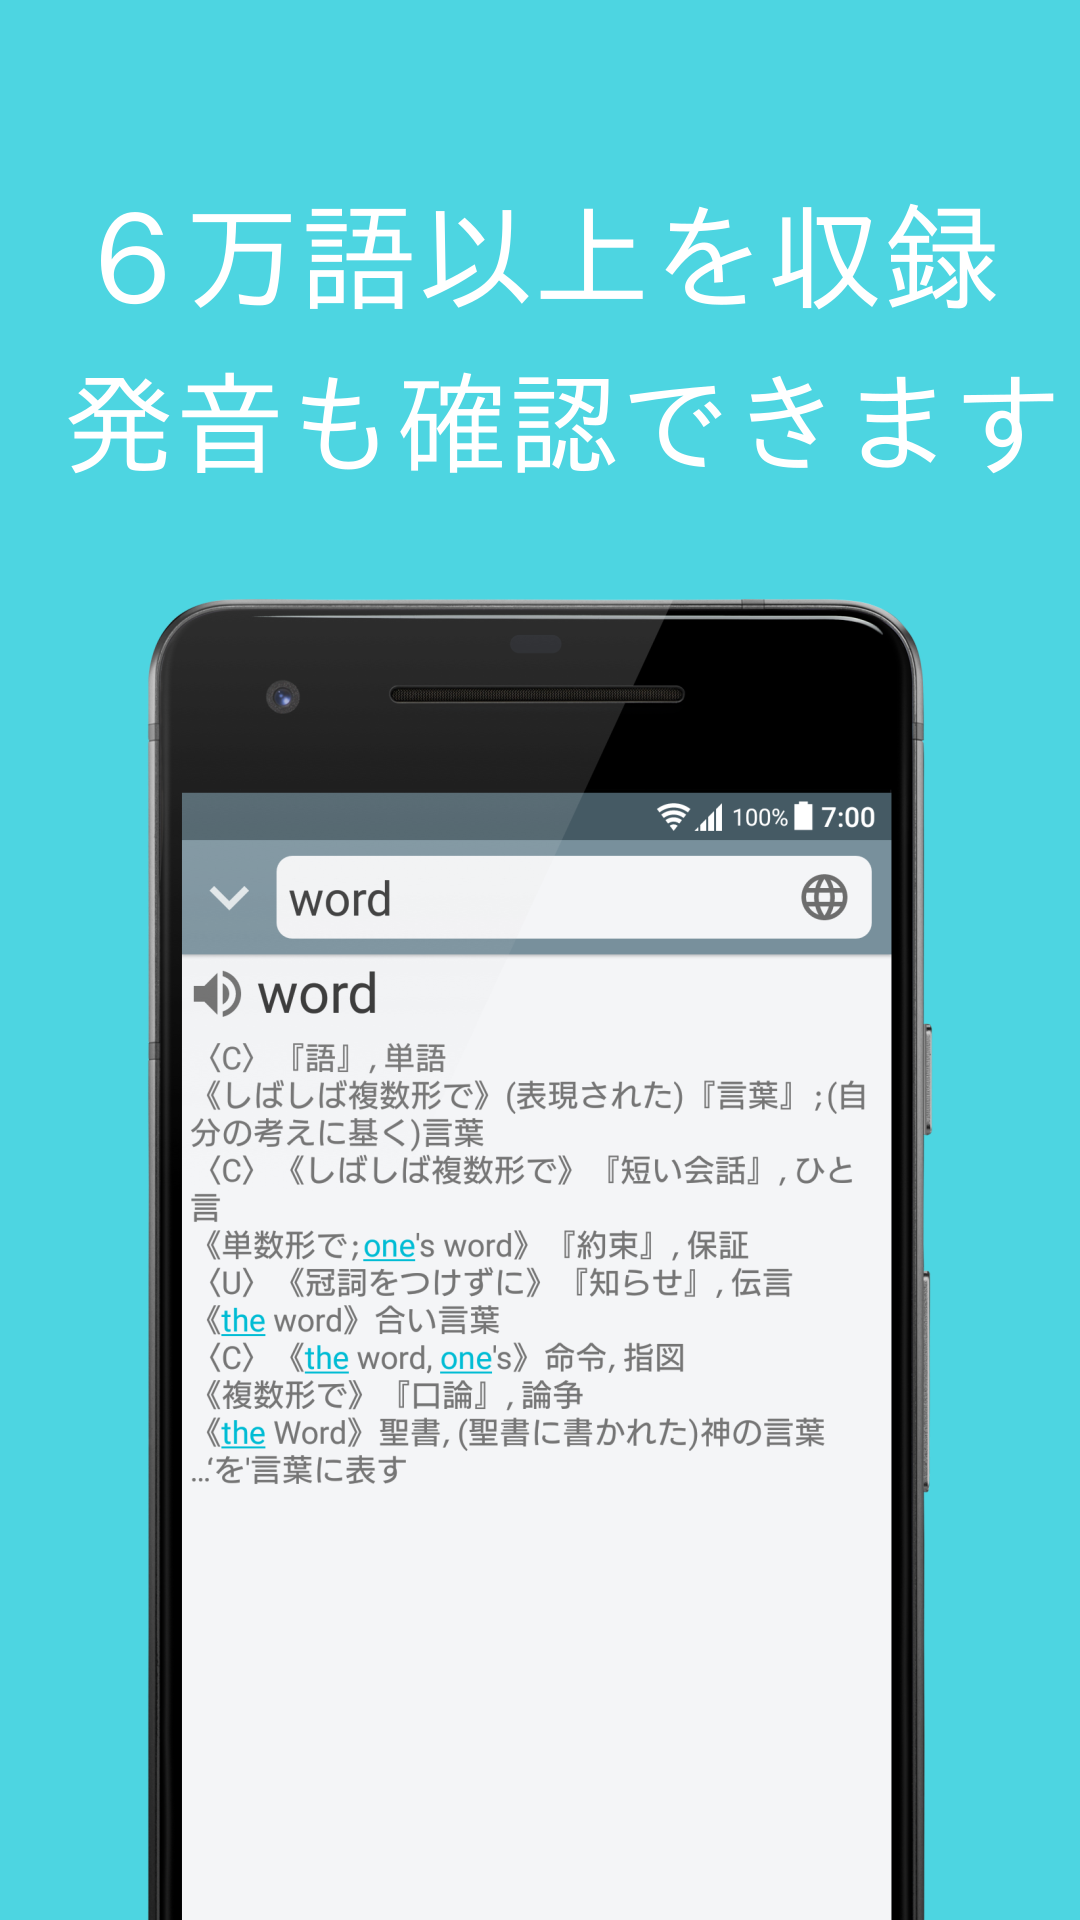 ６万語以上を収録
発音も確認できます
100% 7:00
word
word
〈C〉『語』, 単語
《しばしば複数形で》(表現された)『言葉』;(自
分の考えに基く)言葉
〈C〉《しばしば複数形で》『短い会話』, ひと
言
《単数形で;one's word》『約束』, 保証
〈U〉《冠詞をつけずに》『知らせ』, 伝言
《the word》合い言葉
〈C〉《the word, one's》命令, 指図
《複数形で》『口論』, 論争
《the Word》聖書, (聖書に書かれた)神の言葉
…‘を'言葉に表す